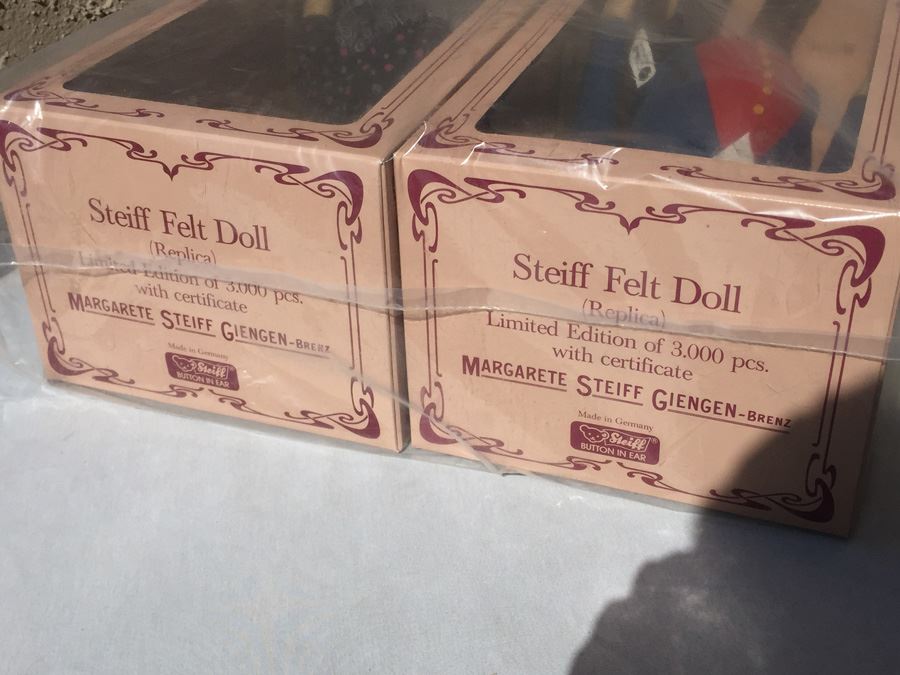 Steiff Felt Doll
(Replica)
Limited Edition of 3.000 pcs.
with certificate
MARGARETE STEIFF GIENGEN-BRENZ
Made in Germany
Steiff®
BUTTON IN EAR
Steiff Felt Doll
(Replica)
Limited Edition of 3.000 pcs.
with certificate
MARGARETE STEIFF GIENGEN-BRENZ
Made in Germany
Steiff®
BUTTON IN EAR